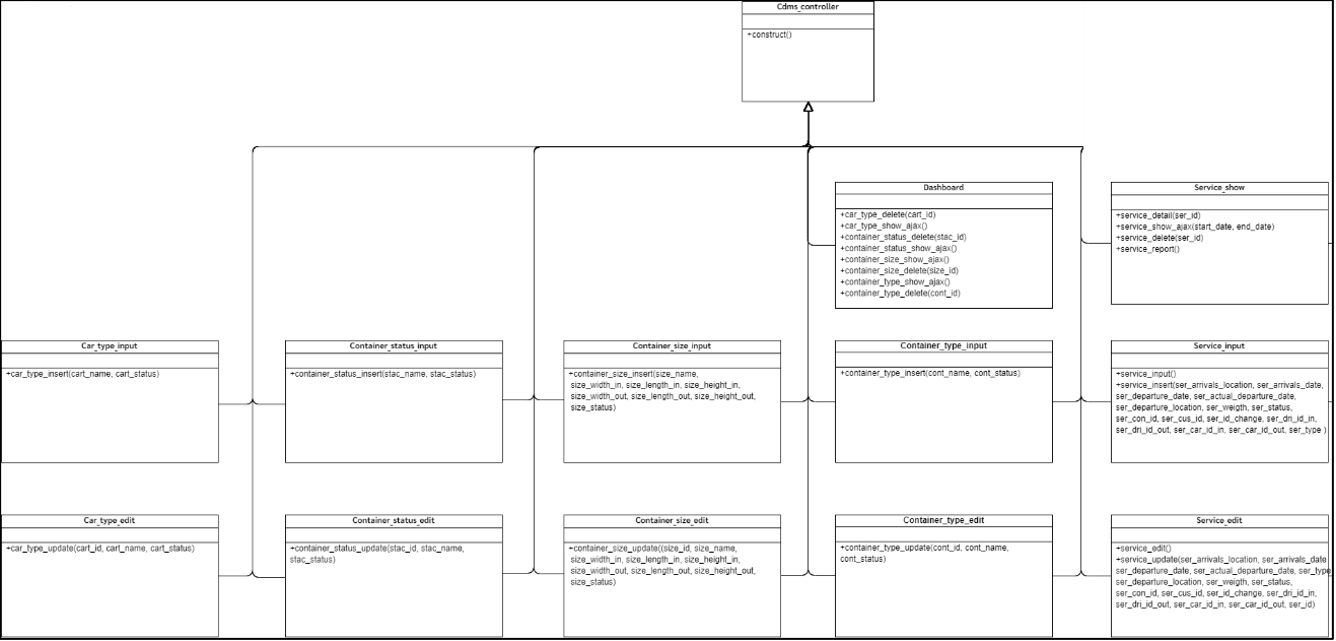 Cdms_controller
+construct()
Dashboard
+car_type_delete(cart_id)
+car_type_show_ajax()
+container_status_delete(stac_id)
+container_status_show_ajax()
+container_size_show_ajax()
+container_size_delete(size_id)
+container_type_show_ajax()
+container_type_delete(cont_id)
Service_show
+service_detail(ser_id)
+service_show_ajax(start_date, end_date)
+service_delete(ser_id)
+service_report()
Car_type_input
+car_type_insert(cart_name, cart_status)
Container_status_input
+container_status_insert(stac_name, stac_status)
Container_size_input
+container_size_insert(size_name,
size_width_in, size_length_in, size_height_in,
size_width_out, size_length_out, size_height_out,
size_status)
Container_type_input
+container_type_insert(cont_name, cont_status)
Service_input
+service_input()
+service_insert(ser_arrivals_location, ser_arrivals_date,
ser_departure_date, ser_actual_departure_date,
ser_departure_location, ser_weigth, ser_status,
ser_con_id, ser_cus_id, ser_id_change, ser_dri_id_in,
ser_dri_id_out, ser_car_id_in, ser_car_id_out, ser_type )
Car_type_edit
+car_type_update(cart_id, cart_name, cart_status)
Container_status_edit
+container_status_update(stac_id, stac_name,
stac_status)
Container_size_edit
+container_size_update((size_id, size_name,
size_width_in, size_length_in, size_height_in,
size_width_out, size_length_out, size_height_out,
size_status)
Container_type_edit
+container_type_update(cont_id, cont_name,
cont_status)
Service_edit
+service_edit()
+service_update(ser_arrivals_location, ser_arrivals_date
ser_departure_date, ser_actual_departure_date, ser_type
ser_departure_location, ser_weigth, ser_status,
ser_con_id, ser_cus_id, ser_id_change, ser_dri_id_in,
ser_dri_id_out, ser_car_id_in, ser_car_id_out, ser_id)